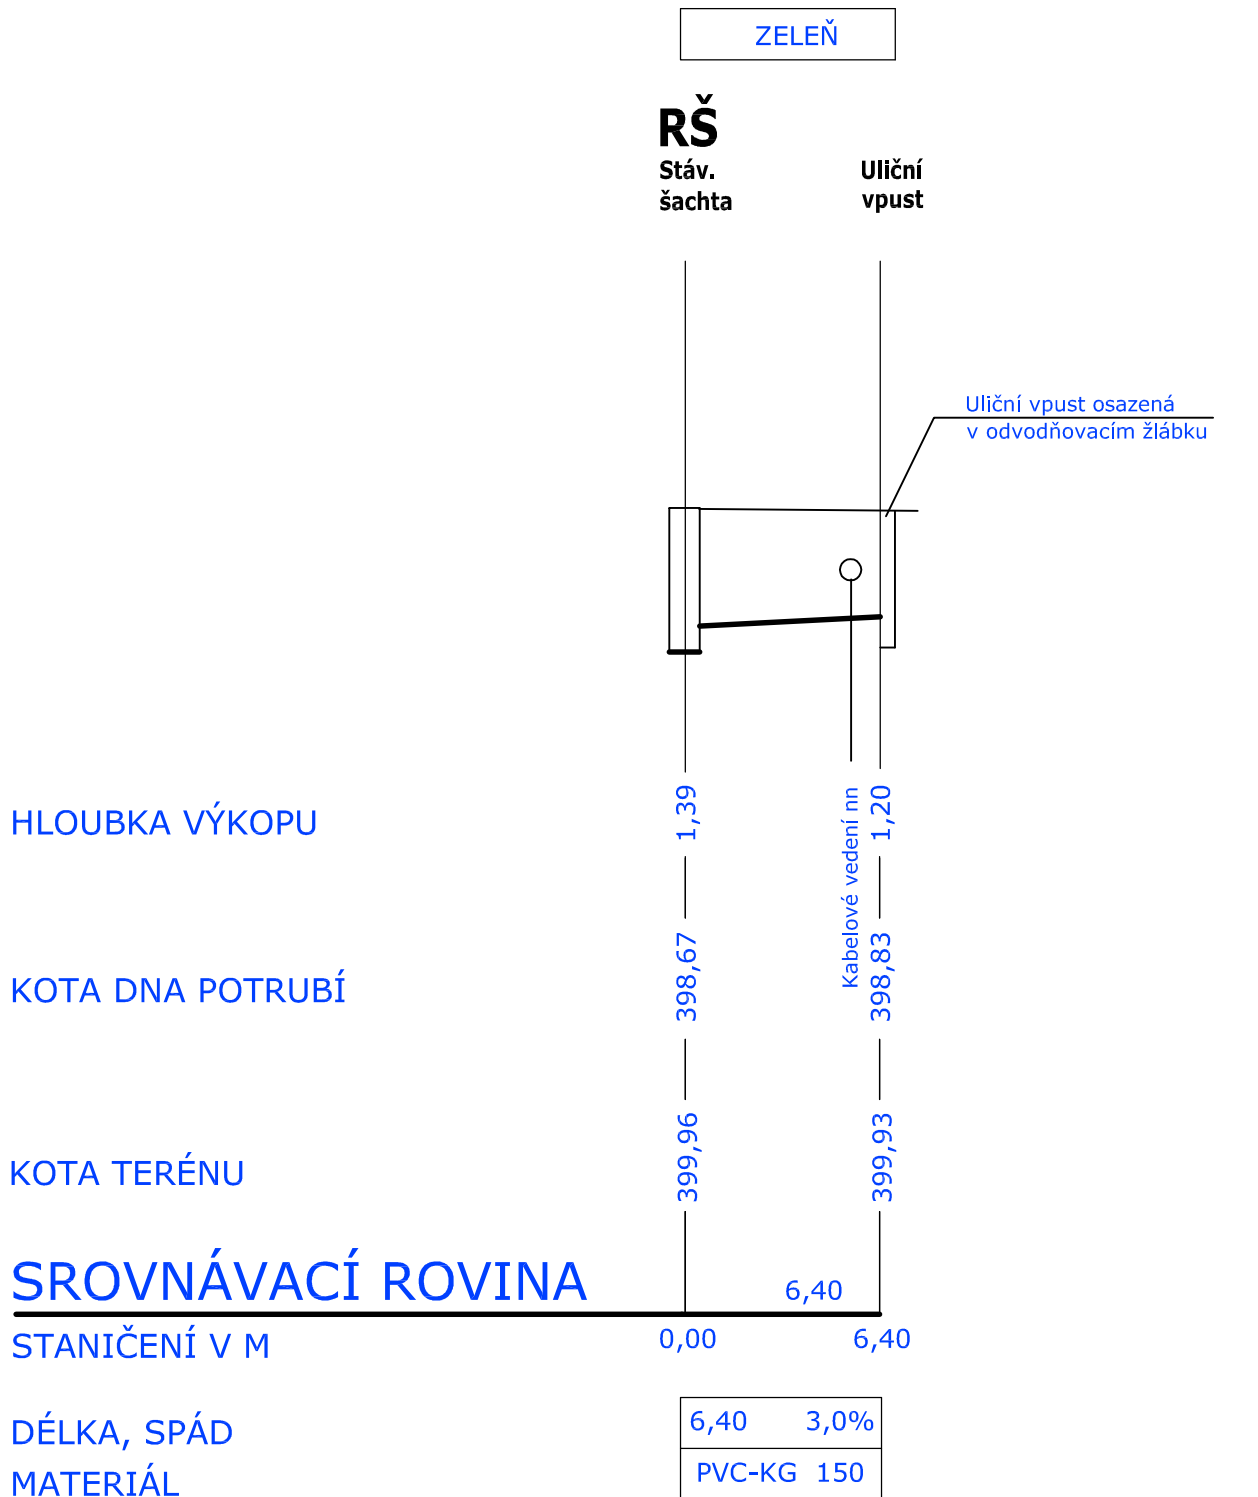 ZELEŇ
RŠ
Stáv.
šachta
Uliční
vpust
Uliční vpust osazená
v odvodňovacím žlábku
HLOUBKA VÝKOPU
1,39
Kabelové vedení nn
1,20
KOTA DNA POTRUBÍ
398,67
398,83
KOTA TERÉNU
399,96
399,93
SROVNÁVACÍ ROVINA
6,40
STANIČENÍ V M
0,00
6,40
DÉLKA, SPÁD
6,40 3,0%
MATERIÁL
PVC-KG 150